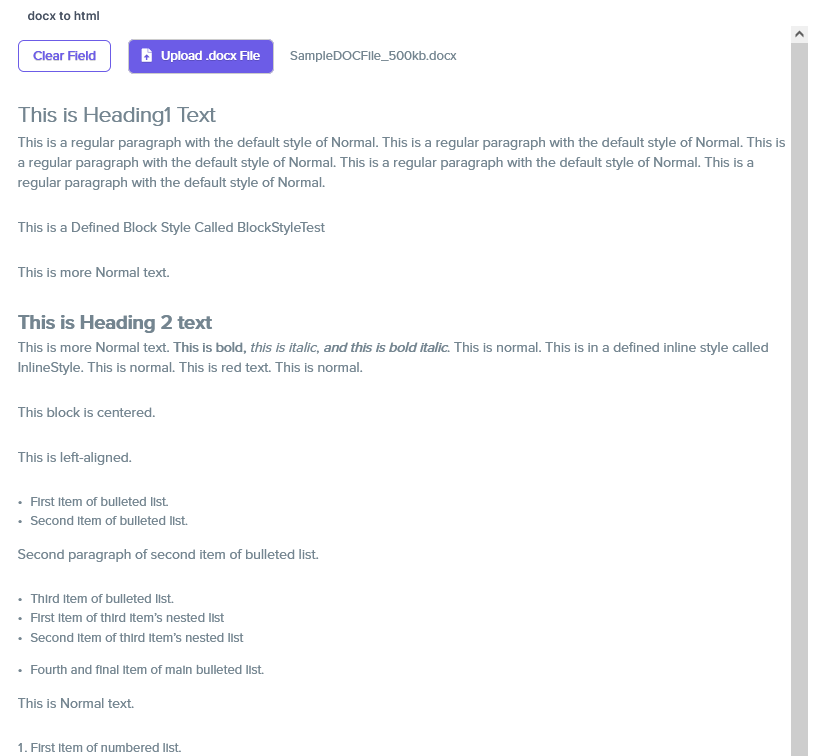 docx to html
Clear Field
Upload .docx File
SampleDOCFile_500kb.docx
This is Heading1 Text
This is a regular paragraph with the default style of Normal. This is a regular paragraph with the default style of Normal. This is
a regular paragraph with the default style of Normal. This is a regular paragraph with the default style of Normal. This is a
regular paragraph with the default style of Normal.
This is a Defined Block Style Called BlockStyleTest
This is more Normal text.
This is Heading 2 text
This is more Normal text. This is bold, this is italic, and this is bold italic. This is normal. This is in a defined inline style called
InlineStyle. This is normal. This is red text. This is normal.
This block is centered.
This is left-aligned.
• First item of bulleted list.
• Second item of bulleted list.
Second paragraph of second item of bulleted list.
• Third item of bulleted list.
• First item of third item's nested list
• Second item of third item's nested list
• Fourth and final item of main bulleted list.
This is Normal text.
1. First item of numbered list.